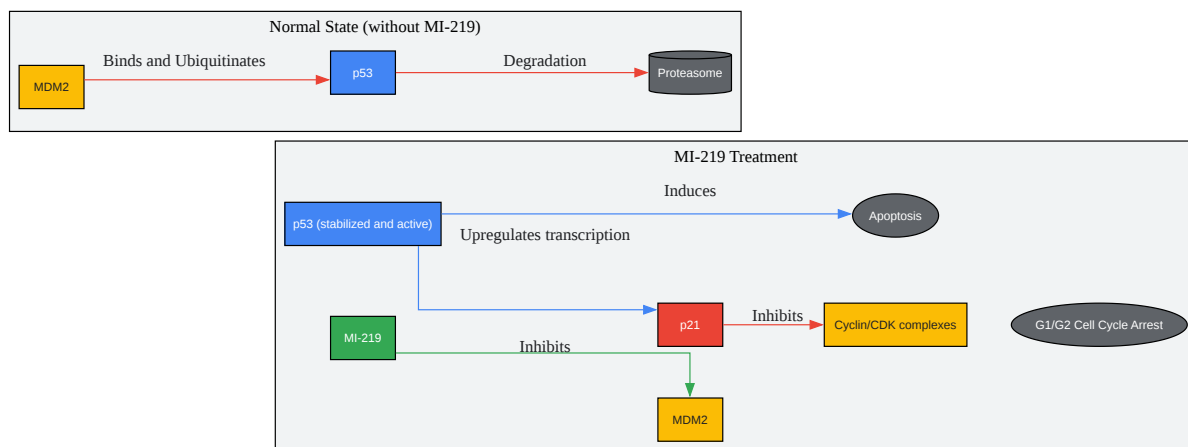 Normal State (without MI-219)
Binds and Ubiquitinates
Degradation
MDM2
p53
Proteasome
MI-219 Treatment
Induces
p53 (stabilized and active)
Apoptosis
Upregulates transcription
MI-219
Inhibits
p21
Inhibits
Cyclin/CDK complexes
G1/G2 Cell Cycle Arrest
MDM2